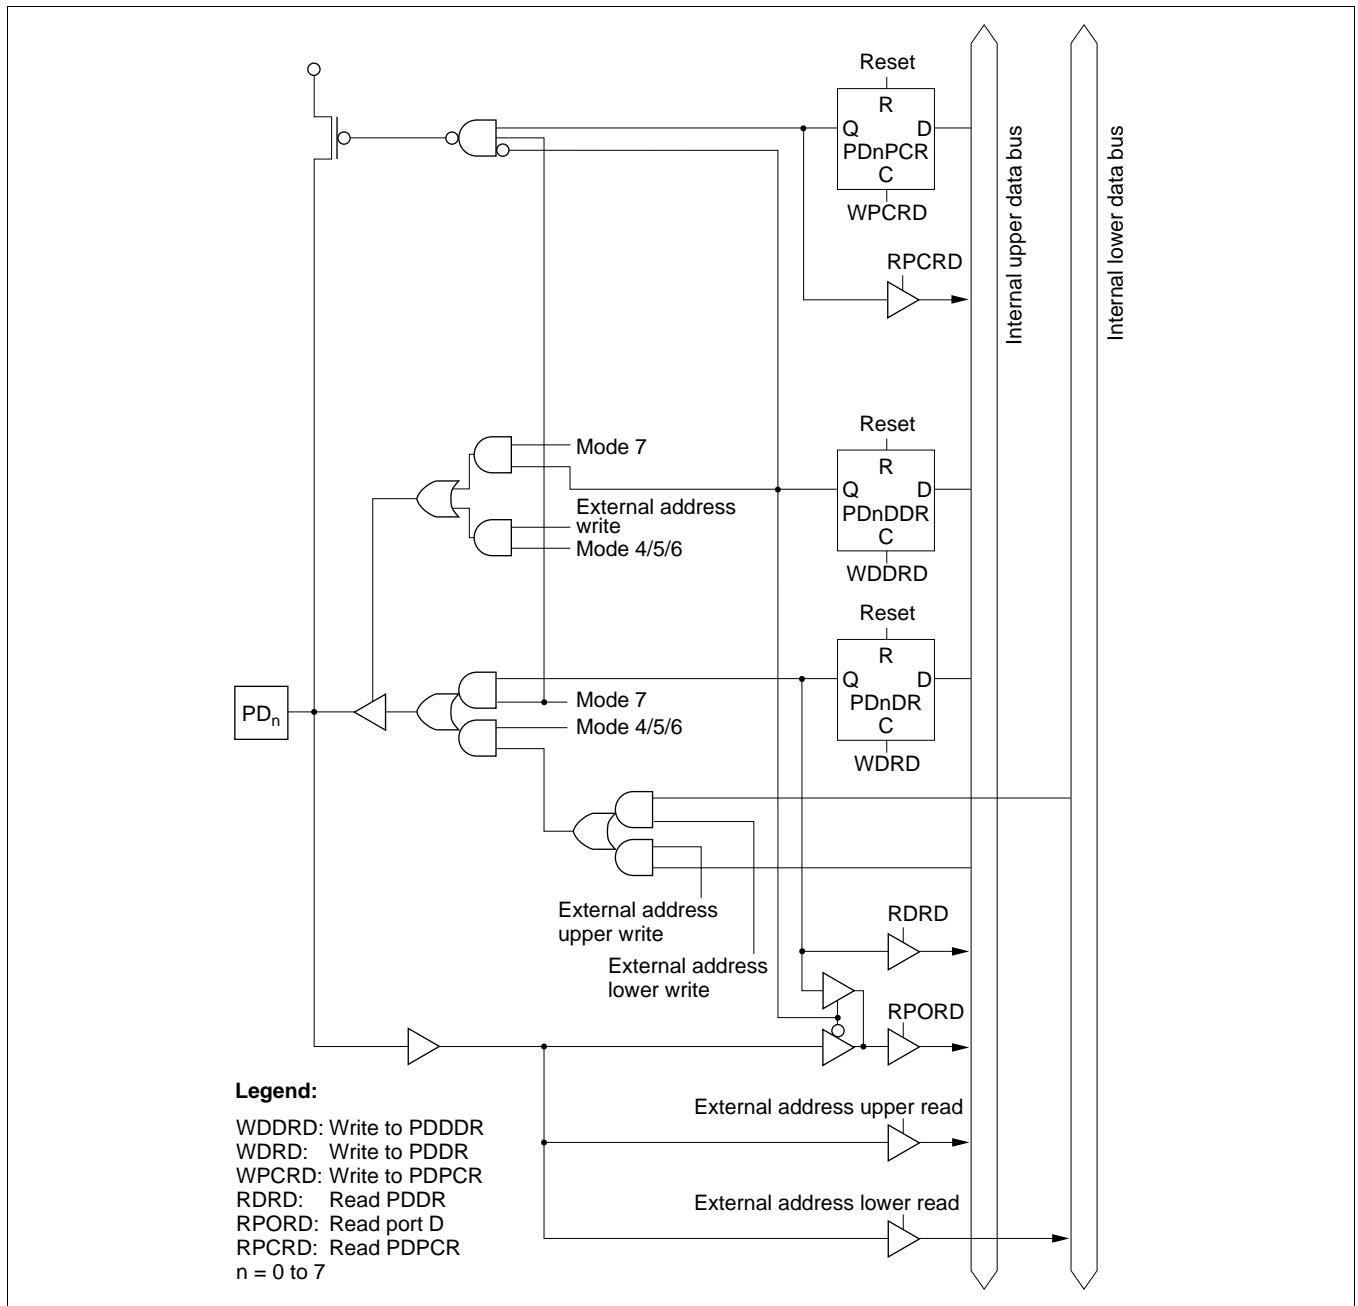 Reset
R
Q D
PDnPCR
C
WPCRD
Internal upper data bus
Internal lower data bus
RPCRD
Reset
Mode 7
R
Q D
External address
write
PDnDDR
C
Mode 4/5/6
WDDRD
Reset
R
Q D
PDnDR
C
PDn
Mode 7
Mode 4/5/6
WDRD
External address
upper write
RDRD
External address
lower write
RPORD
Legend:
External address upper read
WDDRD: Write to PDDDR
WDRD: Write to PDDR
WPCRD: Write to PDPCR
RDRD: Read PDDR
External address lower read
RPORD: Read port D
RPCRD: Read PDPCR
n = 0 to 7